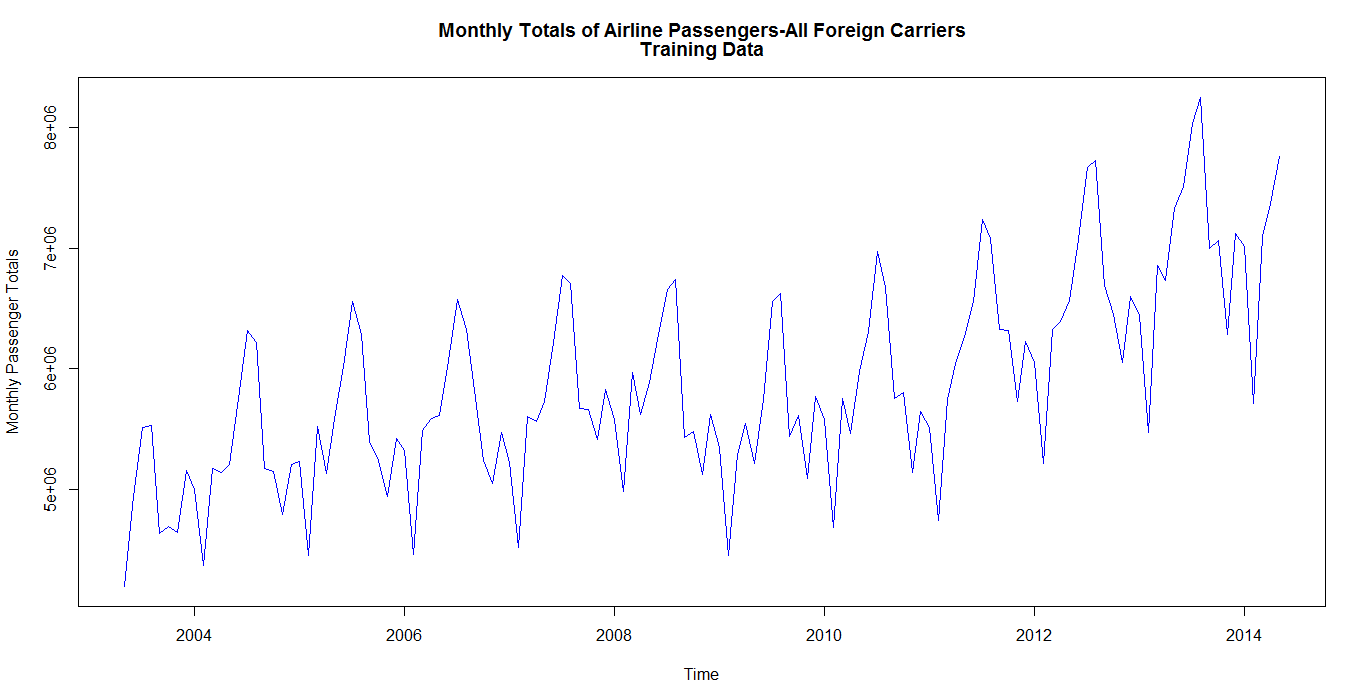 Monthly Totals of Airline Passengers-All Foreign Carriers
Training Data
Monthly Passenger Totals
8e+06
7e+06
6e+06
5e+06
2004 2006 2008 2010 2012 2014
Time